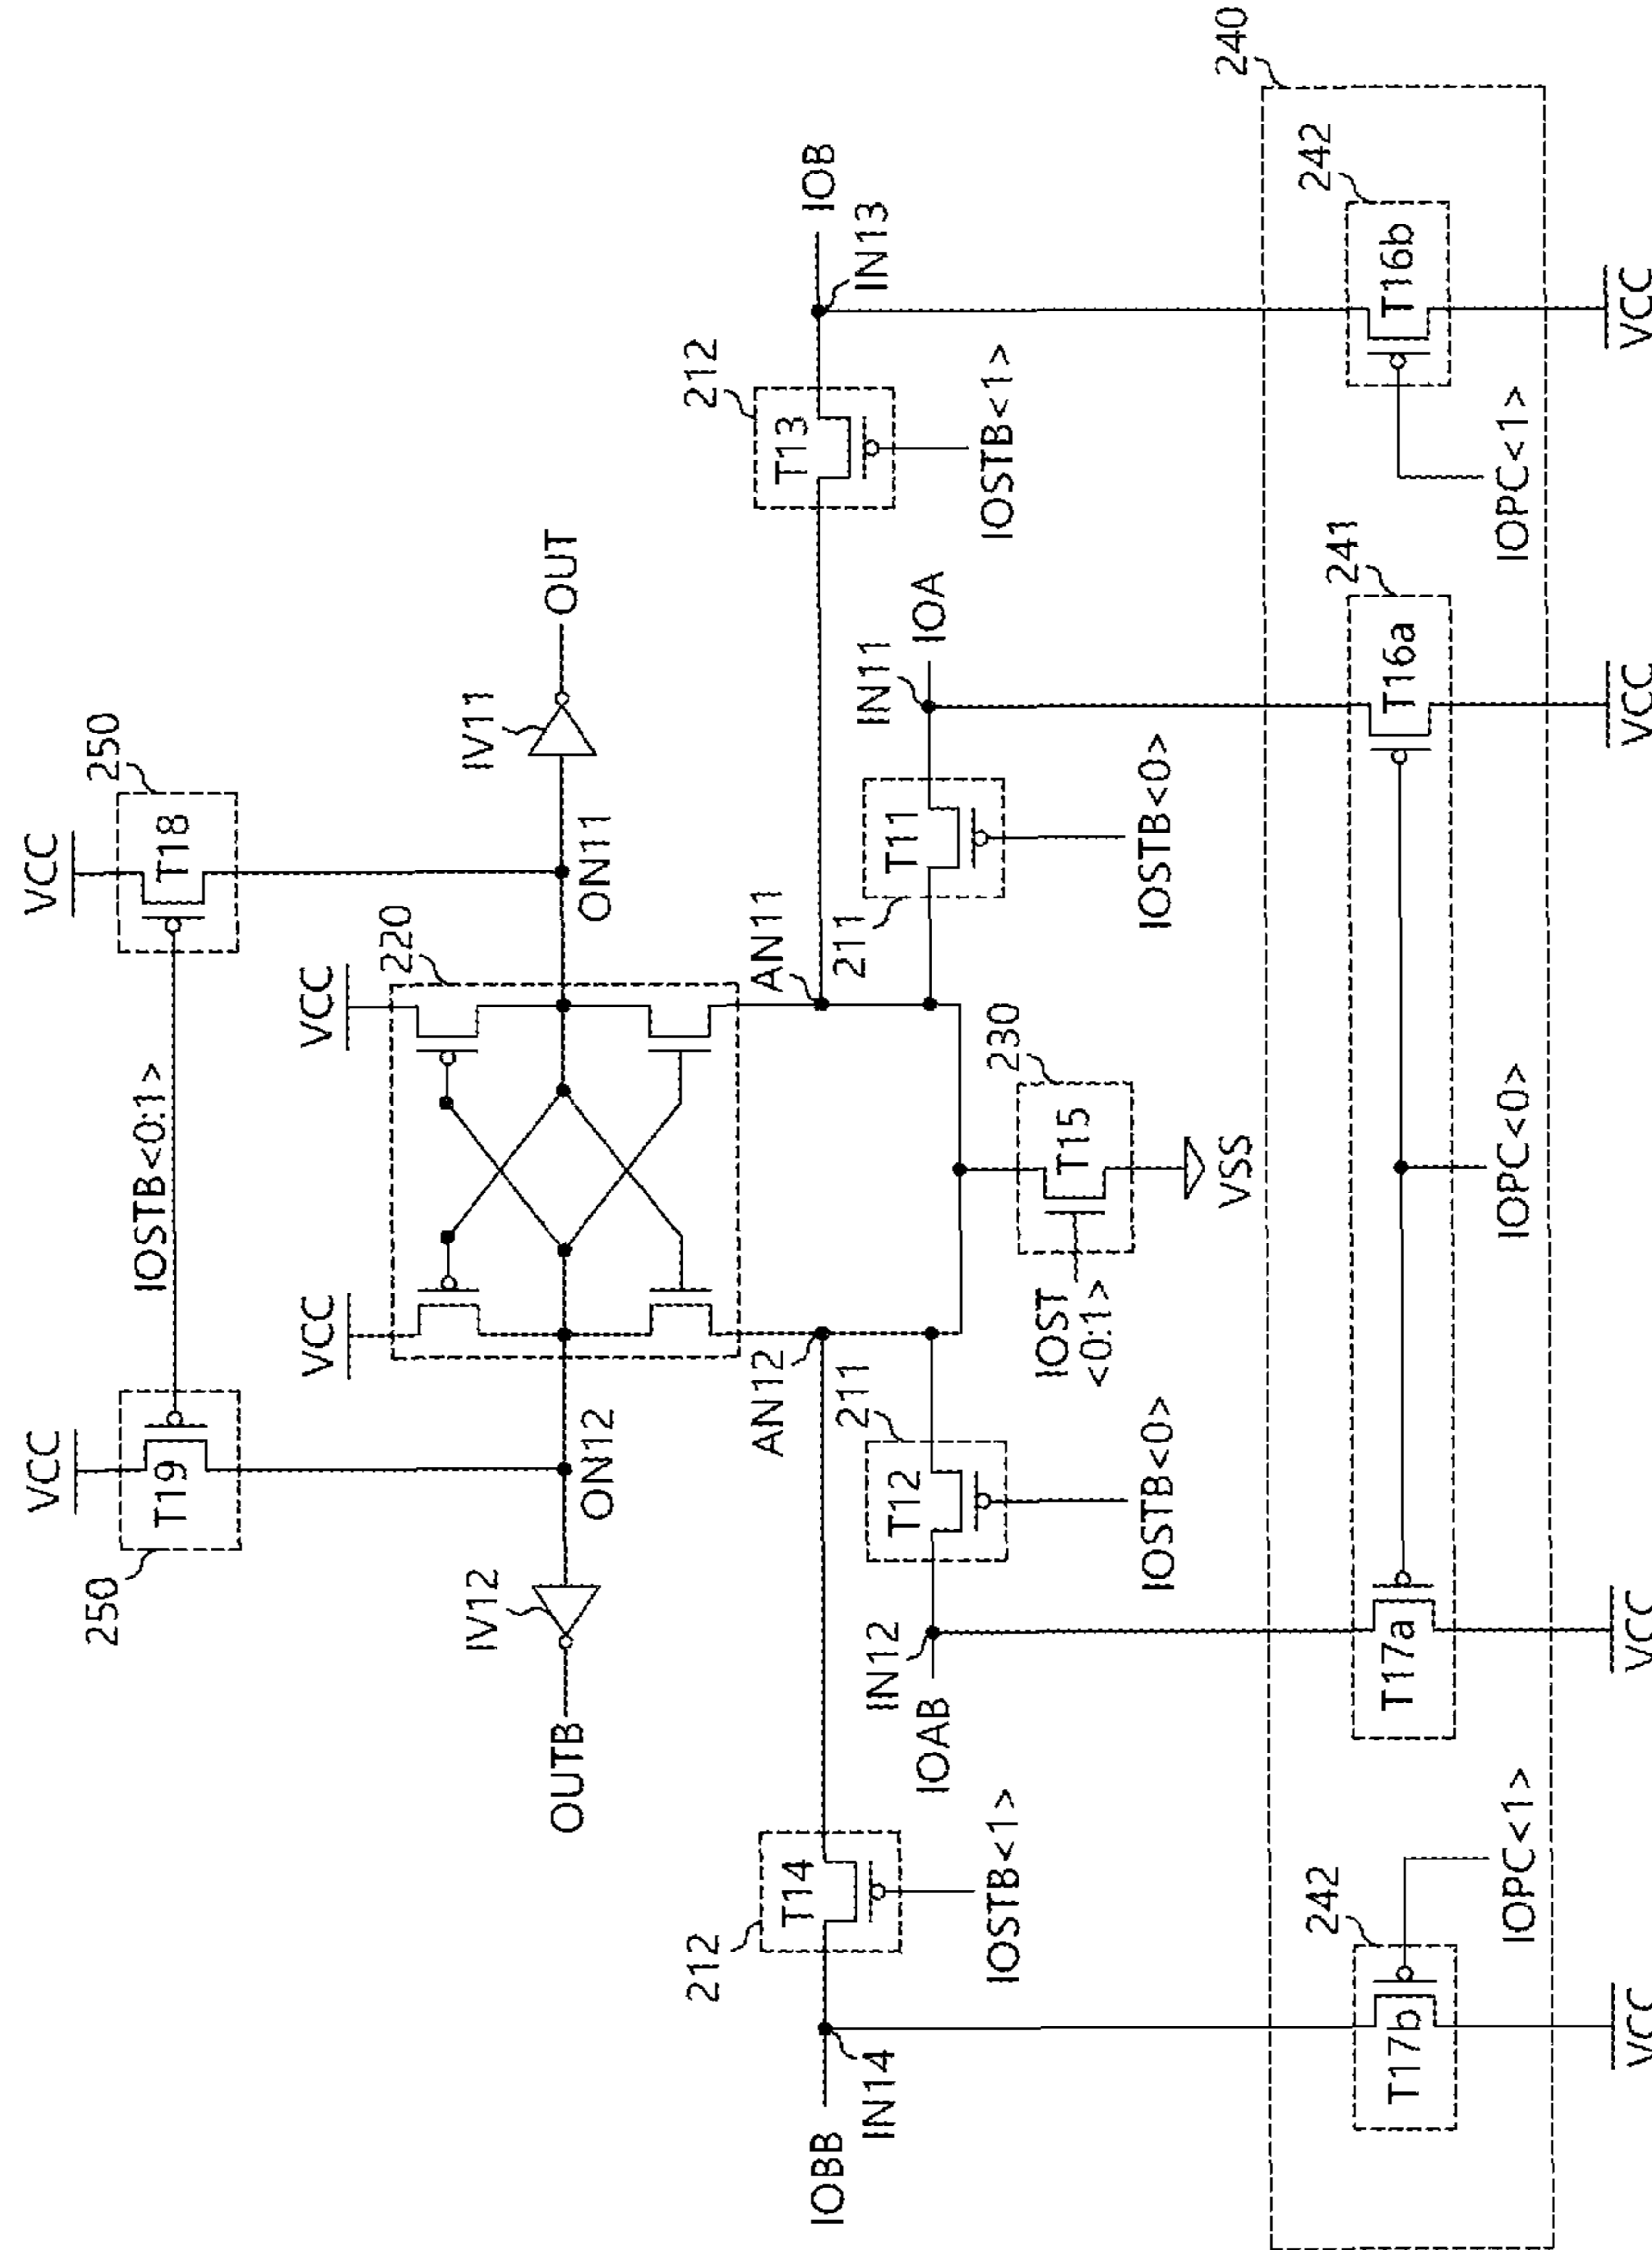 VCC
VCC
250
250
T19
IOSTB<0:1>
T18
VCC
VCC
220
IV12
IV11
OUTB
OUT
ON12
ON11
212
212
AN12
AN11
T14
T13
IOBB
IOB
211
211
IN14
IN12
IN11
IN13
T12
T11
IOAB
IOA
IOSTB<1>
230
IOSTB<1>
IOST
<0:1>
T15
IOSTB<0>
IOSTB<0>
VSS
240
242
241
242
T17b
T17a
T16a
T16b
IOPC<1>
IOPC<0>
IOPC<1>
VCC
VCC
VCC
VCC